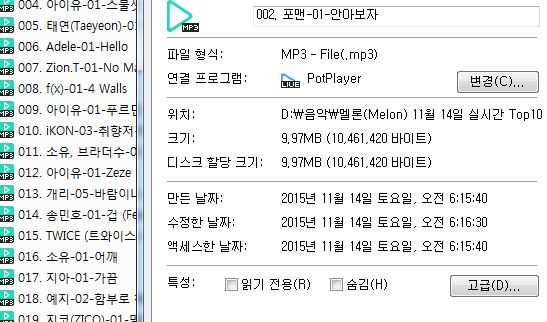 004. 아이유-01-스물셋
005. 태연(Taeyeon)-0
006. Adele-01-Hello
007. Zion.T-01-No Ma
008. f(x)-01-4 Walls
009. 아이유-01-푸르던
010. iKON-03-취향저
011. 소유, 브라더수-0
012. 아이유-01-Zeze
013. 개리-05-바람이나
014. 송민호-01-겁 (Fe
015. TWICE (트와이스
016. 소유-01-어깨
017. 지아-01-가끔
018. 예지-02-함부로
019. 지코(ZICO)-01-말
MP3
002. 포맨-01-안아보자
파일 형식: MP3 - File(.mp3)
연결 프로그램: LIVE PotPlayer 변경(C)...
위치: D:\음악\멜론(Melon) 11월 14일 실시간 Top10
크기: 9.97MB (10,461,420 바이트)
디스크 할당 크기: 9.97MB (10,461,420 바이트)
만든 날짜: 2015년 11월 14일 토요일, 오전 6:15:40
수정한 날짜: 2015년 11월 14일 토요일, 오전 6:16:30
액세스한 날짜: 2015년 11월 14일 토요일, 오전 6:15:40
특성: 읽기 전용(R) 숨김(H) 고급(D)...